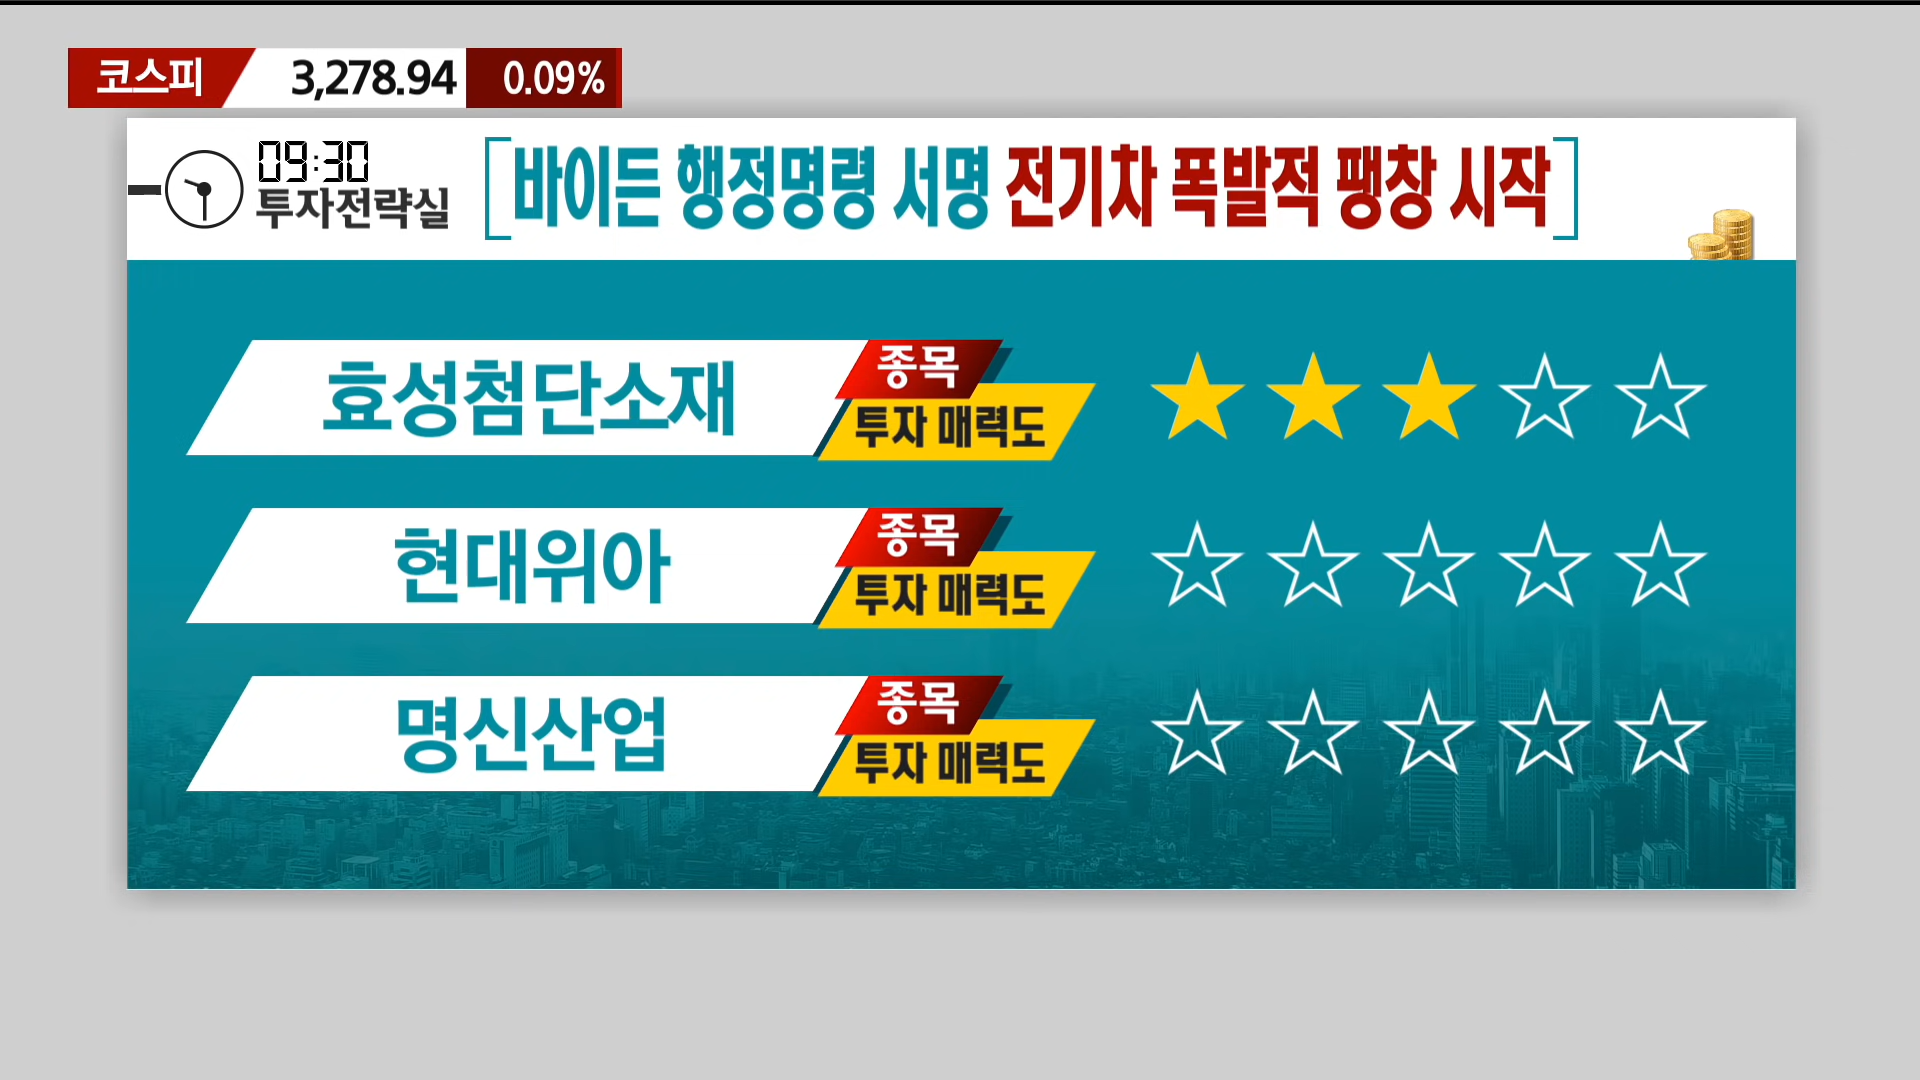 코스피 3,278.94 0.09%
09:30
투자전략실
바이든 행정명령 서명 전기차 폭발적 팽창 시작
효성첨단소재
종목
투자 매력도
현대위아
종목
투자 매력도
명신산업
종목
투자 매력도